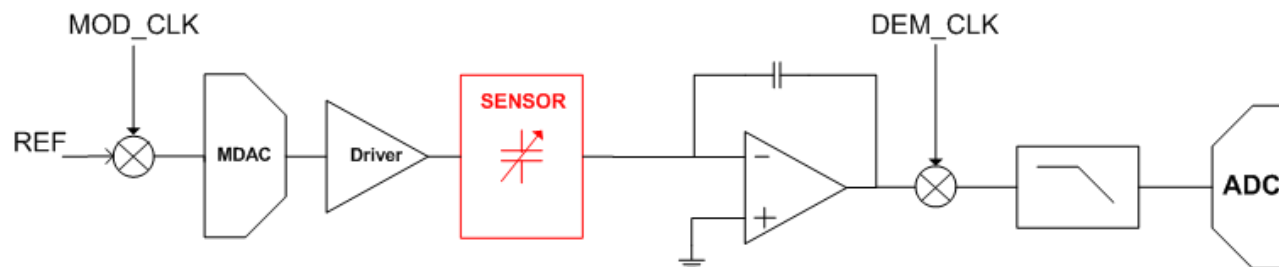 MOD_CLK
DEM_CLK
SENSOR
REF
MDAC
Driver
ADC